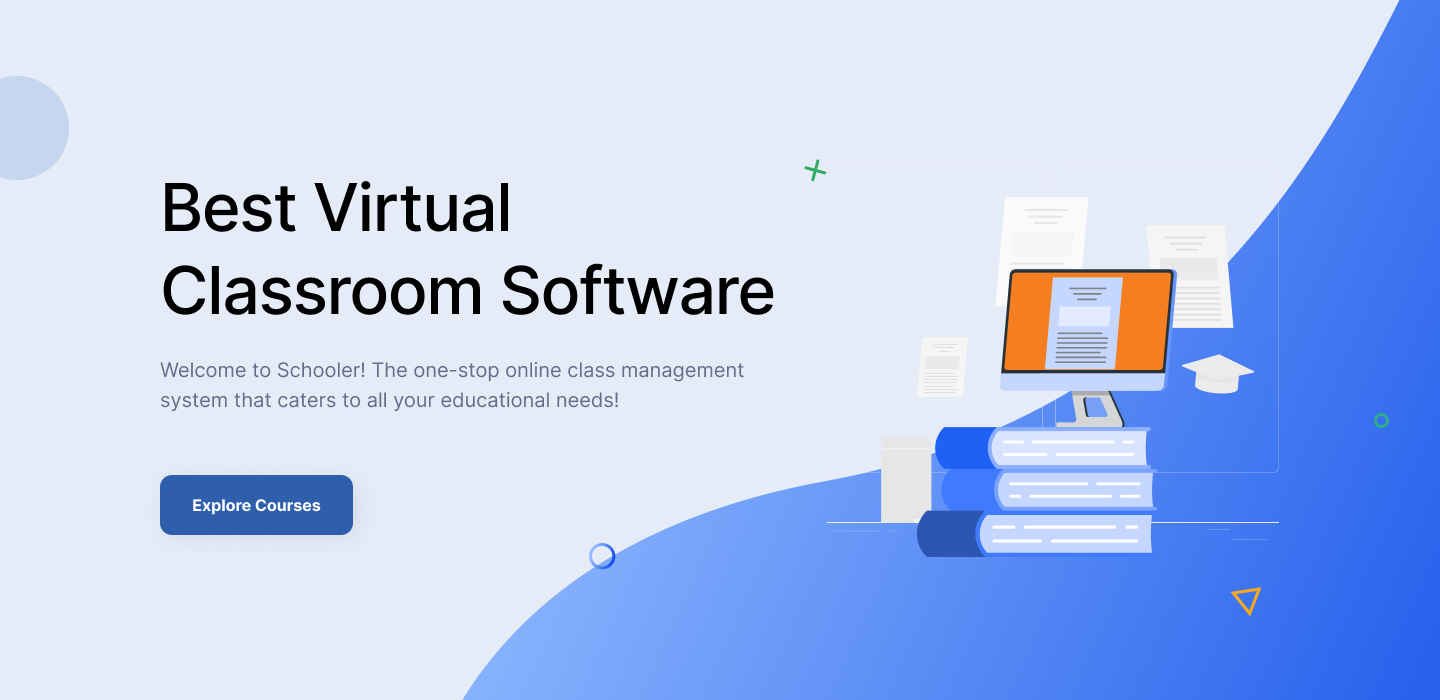 Best Virtual
Classroom Software
Welcome to Schooler! The one-stop online class management
system that caters to all your educational needs!
Explore Courses